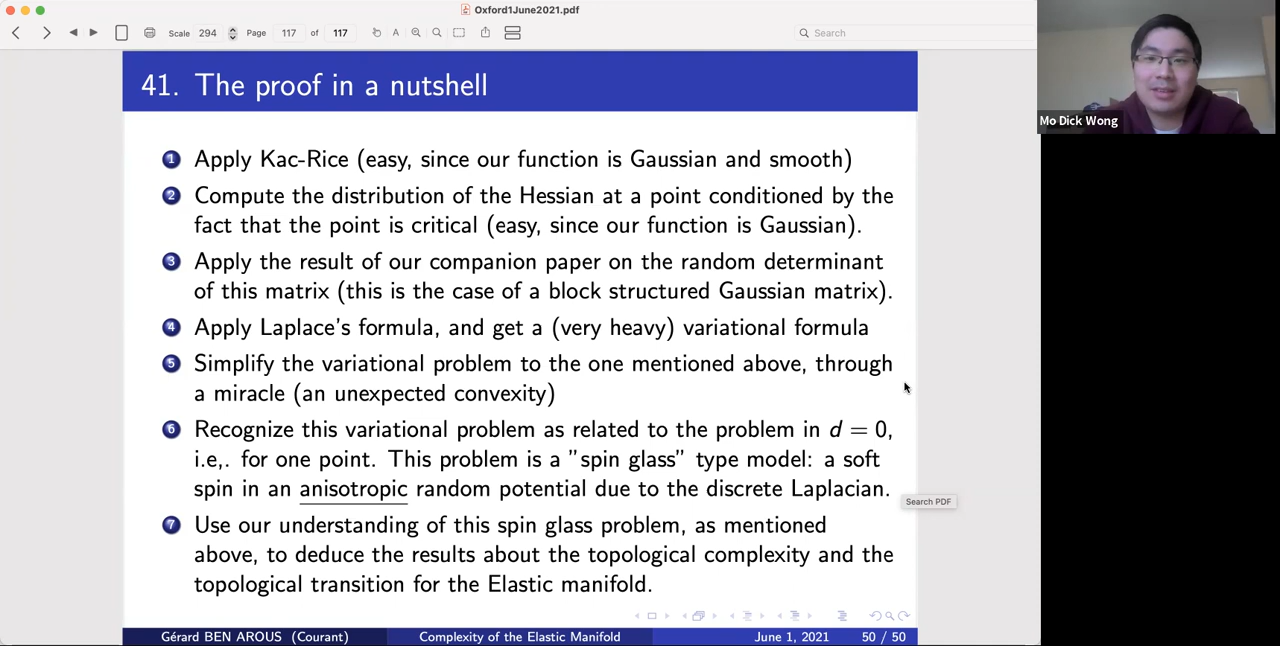 Oxford1June2021.pdf
Scale 294 Page 117 of 117 Search
41. The proof in a nutshell
1 Apply Kac-Rice (easy, since our function is Gaussian and smooth)
2 Compute the distribution of the Hessian at a point conditioned by the
fact that the point is critical (easy, since our function is Gaussian).
3 Apply the result of our companion paper on the random determinant
of this matrix (this is the case of a block structured Gaussian matrix).
4 Apply Laplace's formula, and get a (very heavy) variational formula
5 Simplify the variational problem to the one mentioned above, through
a miracle (an unexpected convexity)
6 Recognize this variational problem as related to the problem in d = 0,
i.e,. for one point. This problem is a ”spin glass” type model: a soft
spin in an anisotropic random potential due to the discrete Laplacian.
Search PDF
7 Use our understanding of this spin glass problem, as mentioned
above, to deduce the results about the topological complexity and the
topological transition for the Elastic manifold.
Gérard BEN AROUS (Courant) Complexity of the Elastic Manifold June 1, 2021 50 / 50
Mo Dick Wong